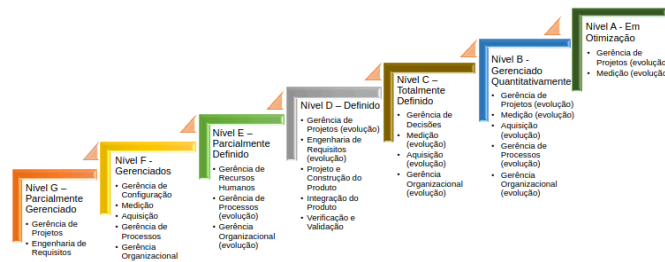 Nível G –
Parcialmente
Gerenciado
• Gerência de
Projetos
• Engenharia de
Requisitos
Nível F -
Gerenciados
• Gerência de
Configuração
• Medição
• Aquisição
• Gerência de
Processos
• Gerência
Organizacional
Nível E –
Parcialmente
Definido
• Gerência de
Recursos
Humanos
• Gerência de
Processos
(evolução)
• Gerência
Organizacional
(evolução)
Nível D – Definido
• Gerência de
Projetos (evolução)
• Engenharia de
Requisitos
(evolução)
• Projeto e
Construção do
Produto
• Integração do
Produto
• Verificação e
Validação
Nível C –
Totalmente
Definido
• Gerência de
Decisões
• Medição
(evolução)
• Aquisição
(evolução)
• Gerência
Organizacional
(evolução)
Nível B -
Gerenciado
Quantitativamente
• Gerência de
Projetos (evolução)
• Medição (evolução)
• Aquisição
(evolução)
• Gerência de
Processos
(evolução)
• Gerência
Organizacional
(evolução)
Nível A - Em
Otimização
• Gerência de
Projetos (evolução
• Medição (evolução